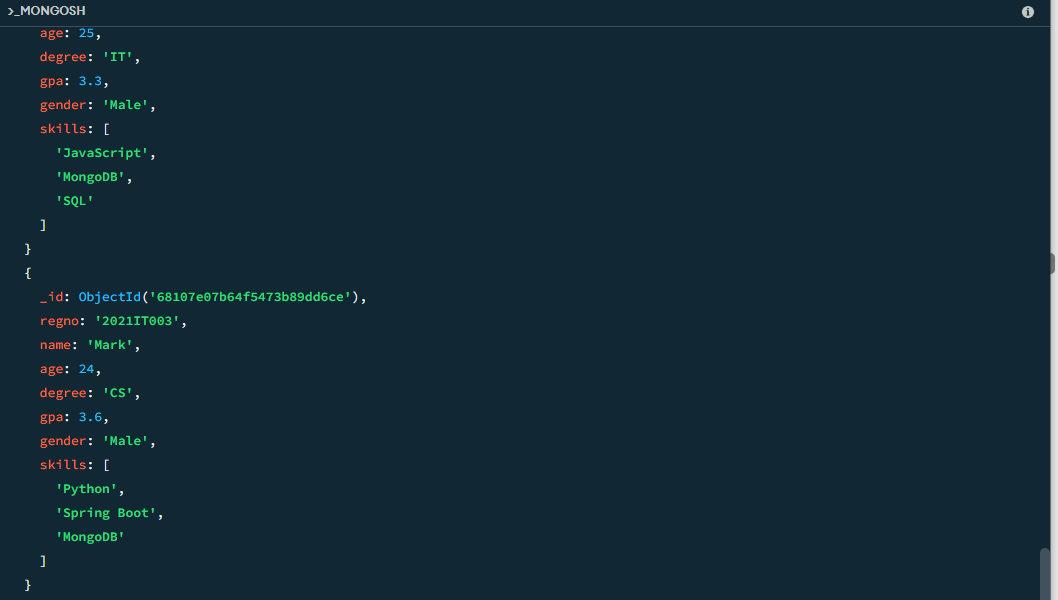 >_MONGOSH
age: 25,
degree: 'IT',
gpa: 3.3,
gender: 'Male',
skills: [
'JavaScript',
'MongoDB',
'SQL'
]
}
{
_id: ObjectId('68107e07b64f5473b89dd6ce'),
regno: '2021IT003',
name: 'Mark',
age: 24,
degree: 'CS',
gpa: 3.6,
gender: 'Male',
skills: [
'Python',
'Spring Boot',
'MongoDB'
]
}